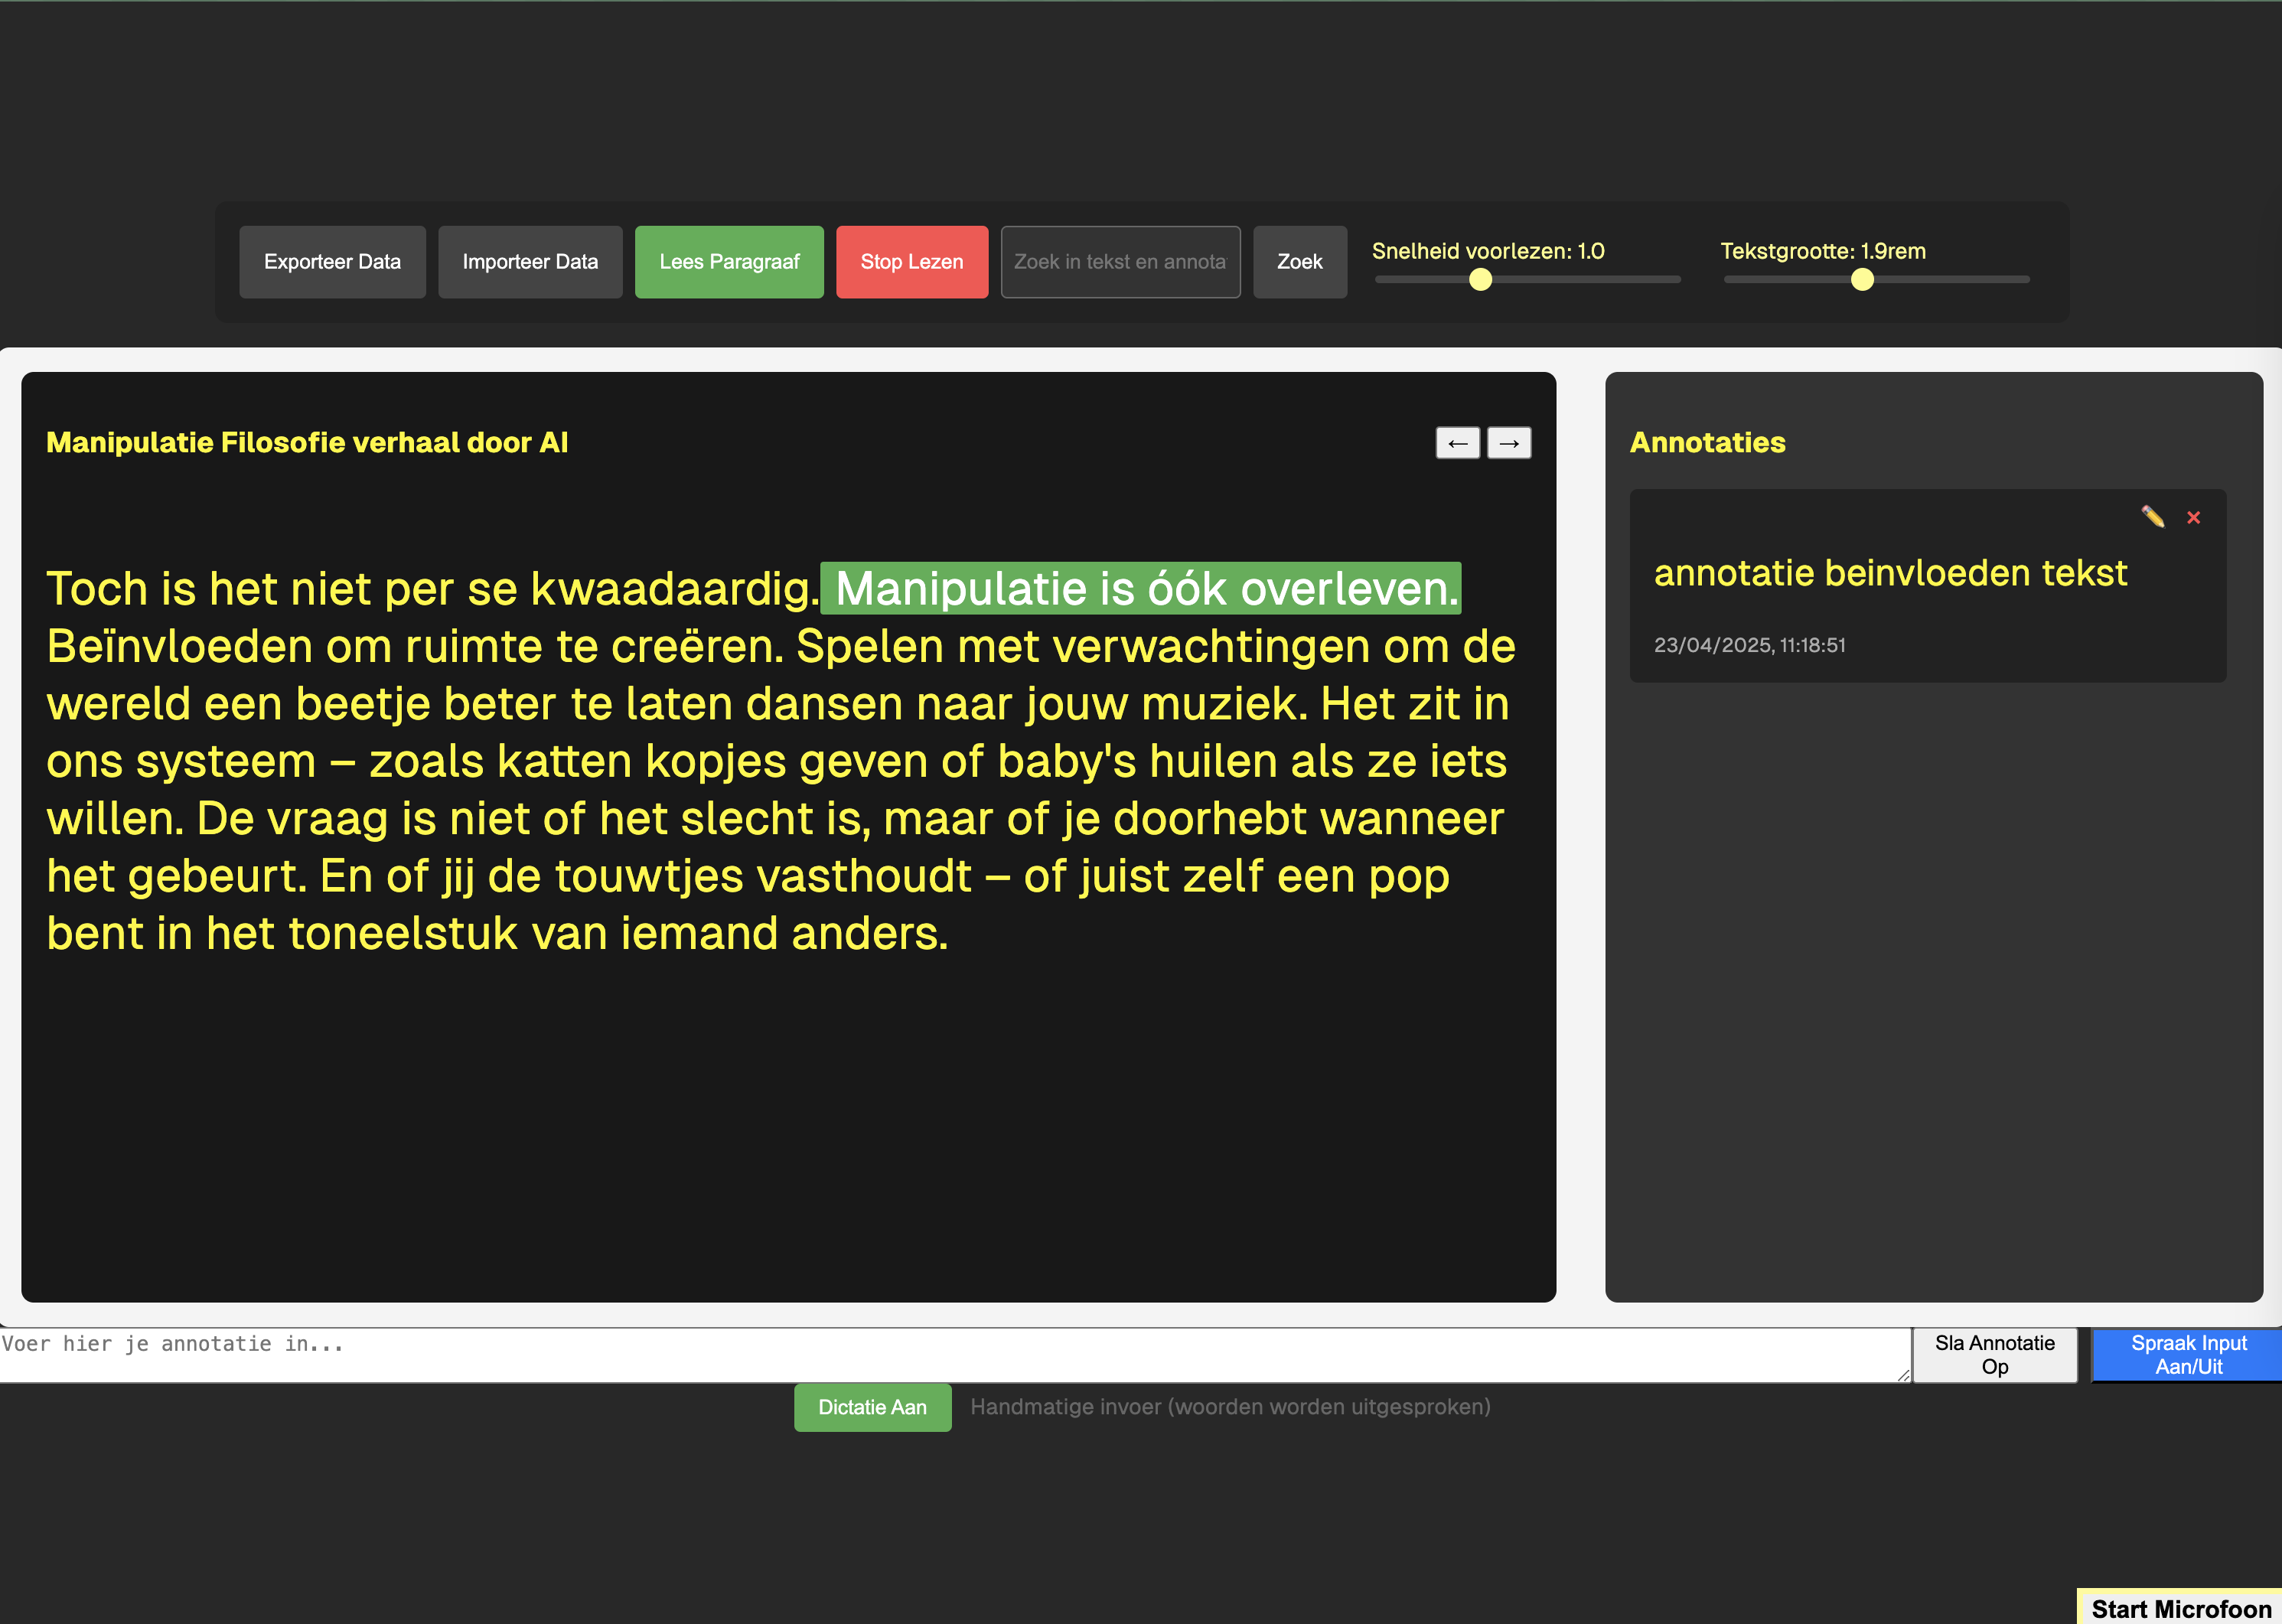 Exporteer Data Importeer Data Lees Paragraaf Stop Lezen Zoek in tekst en annota Zoek Snelheid voorlezen: 1.0 Tekstgrootte: 1.9rem
Manipulatie Filosofie verhaal door AI ← →
Toch is het niet per se kwaadaardig. Manipulatie is óók overleven.
Beïnvloeden om ruimte te creëren. Spelen met verwachtingen om de
wereld een beetje beter te laten dansen naar jouw muziek. Het zit in
ons systeem – zoals katten kopjes geven of baby's huilen als ze iets
willen. De vraag is niet of het slecht is, maar of je doorhebt wanneer
het gebeurt. En of jij de touwtjes vasthoudt – of juist zelf een pop
bent in het toneelstuk van iemand anders.
Annotaties
annotatie beinvloeden tekst
23/04/2025, 11:18:51
Voer hier je annotatie in...
Sla Annotatie
Op
Spraak Input
Aan/Uit
Dictatie Aan Handmatige invoer (woorden worden uitgesproken)
Start Microfoon